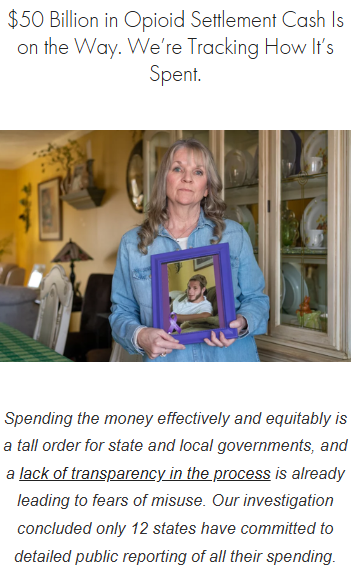 $50 Billion in Opioid Settlement Cash Is
on the Way. We’re Tracking How It’s
Spent.
Spending the money effectively and equitably is
a tall order for state and local governments, and
a lack of transparency in the process is already
leading to fears of misuse. Our investigation
concluded only 12 states have committed to
detailed public reporting of all their spending.